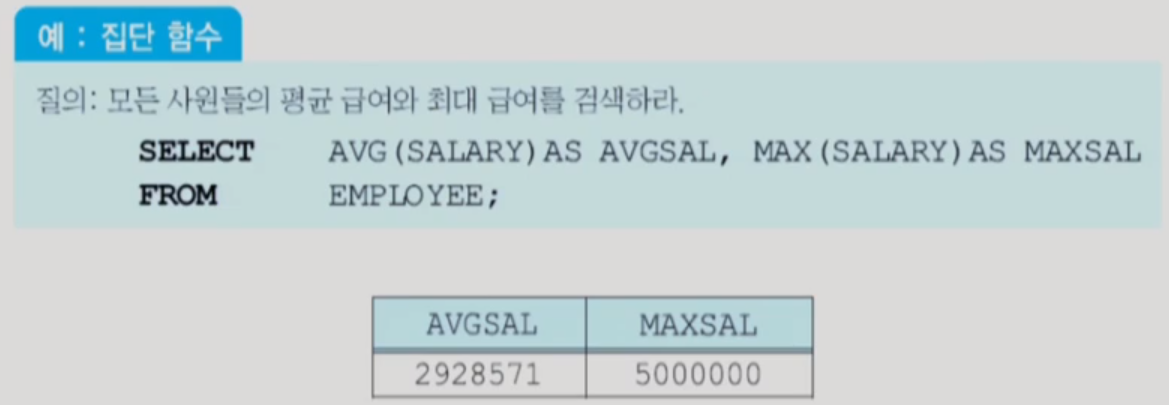 예 : 집단 함수
질의: 모든 사원들의 평균 급여와 최대 급여를 검색하라.
SELECT AVG(SALARY)AS AVGSAL, MAX(SALARY)AS MAXSAL
FROM EMPLOYEE;
AVGSAL MAXSAL
2928571 5000000